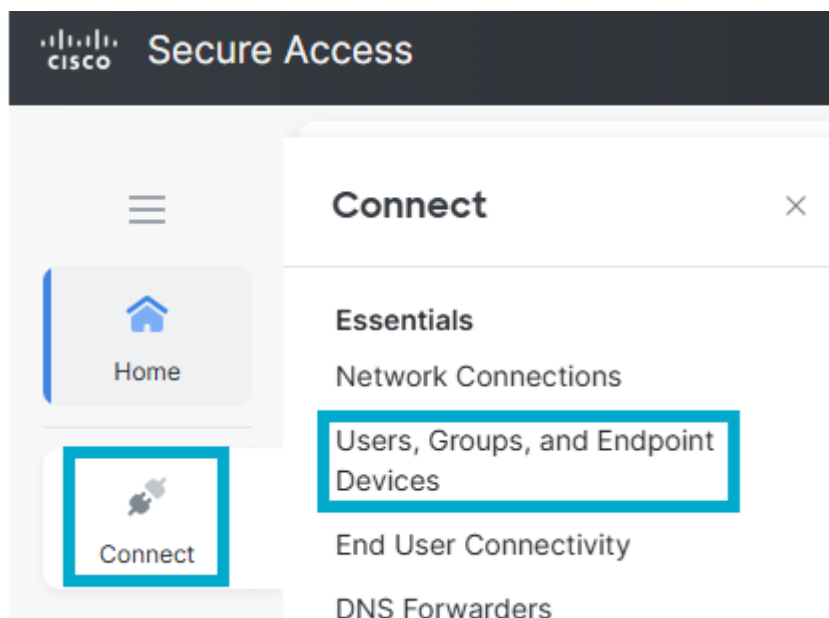 CISCO Secure Access
Connect
Home
Essentials
Network Connections
Users, Groups, and Endpoint
Devices
Connect
End User Connectivity
DNS Forwarders